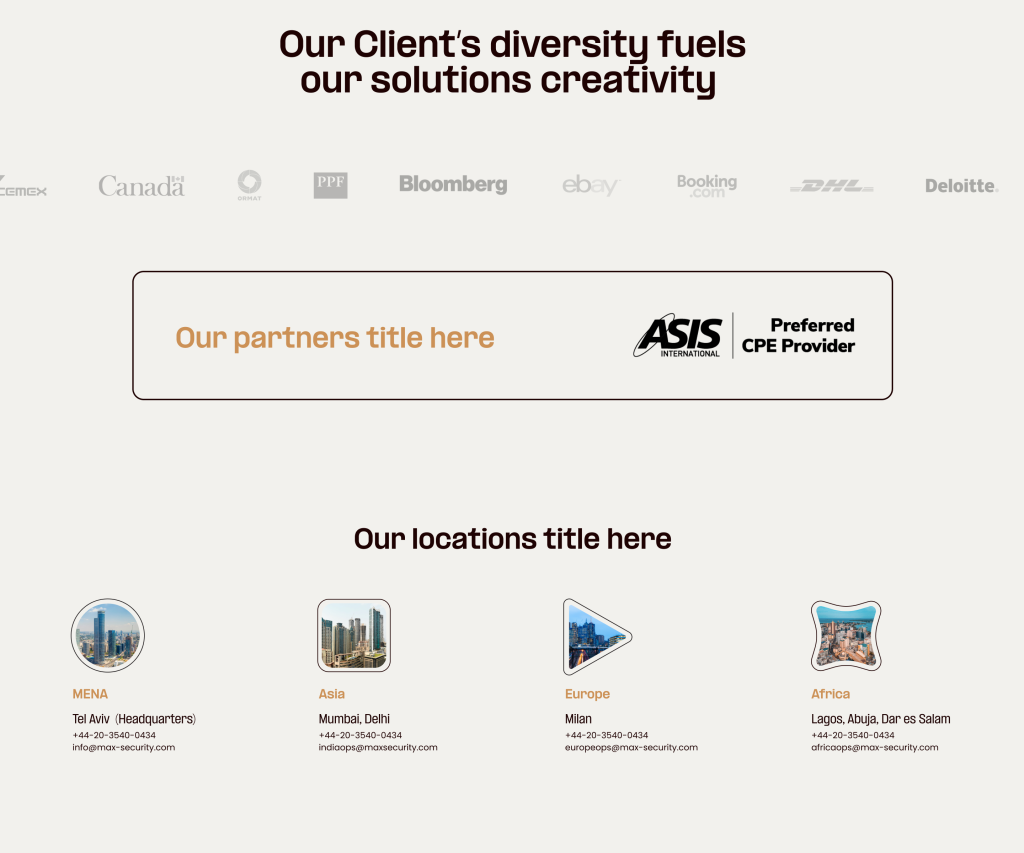 Our Client's diversity fuels
our solutions creativity
CEMEX
Canada
ORMAT
PPF
Bloomberg
ebay
Booking
.com
DHL
Deloitte.
Our partners title here
ASIS
INTERNATIONAL
Preferred
CPE Provider
Our locations title here
MENA
Tel Aviv (Headquarters)
+44-20-3540-0434
info@max-security.com
Asia
Mumbai, Delhi
+44-20-3540-0434
indiaops@maxsecurity.com
Europe
Milan
+44-20-3540-0434
europeops@max-security.com
Africa
Lagos, Abuja, Dar es Salam
+44-20-3540-0434
africaops@max-security.com